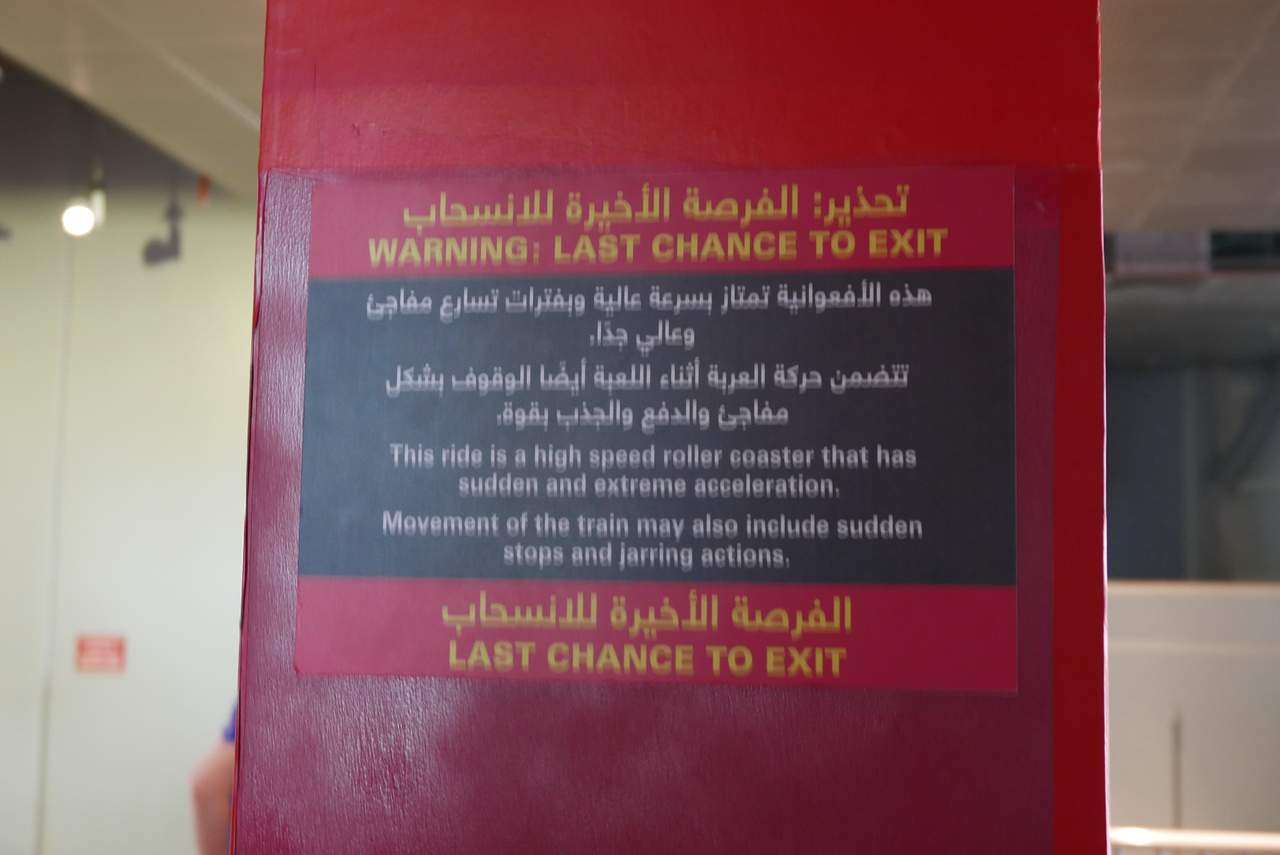 تحذير: الفرصة الأخيرة للانسحاب
WARNING: LAST CHANCE TO EXIT
هذه الأفعوانية تمتاز بسرعة عالية وبفترات تسارع مفاجئ
وعالي جدًا.
تتضمن حركة العربة أثناء اللعبة أيضًا الوقوف بشكل
مفاجئ والدفع والجذب بقوة.
This ride is a high speed roller coaster that has
sudden and extreme acceleration.
Movement of the train may also include sudden
stops and jarring actions.
الفرصة الأخيرة للانسحاب
LAST CHANCE TO EXIT